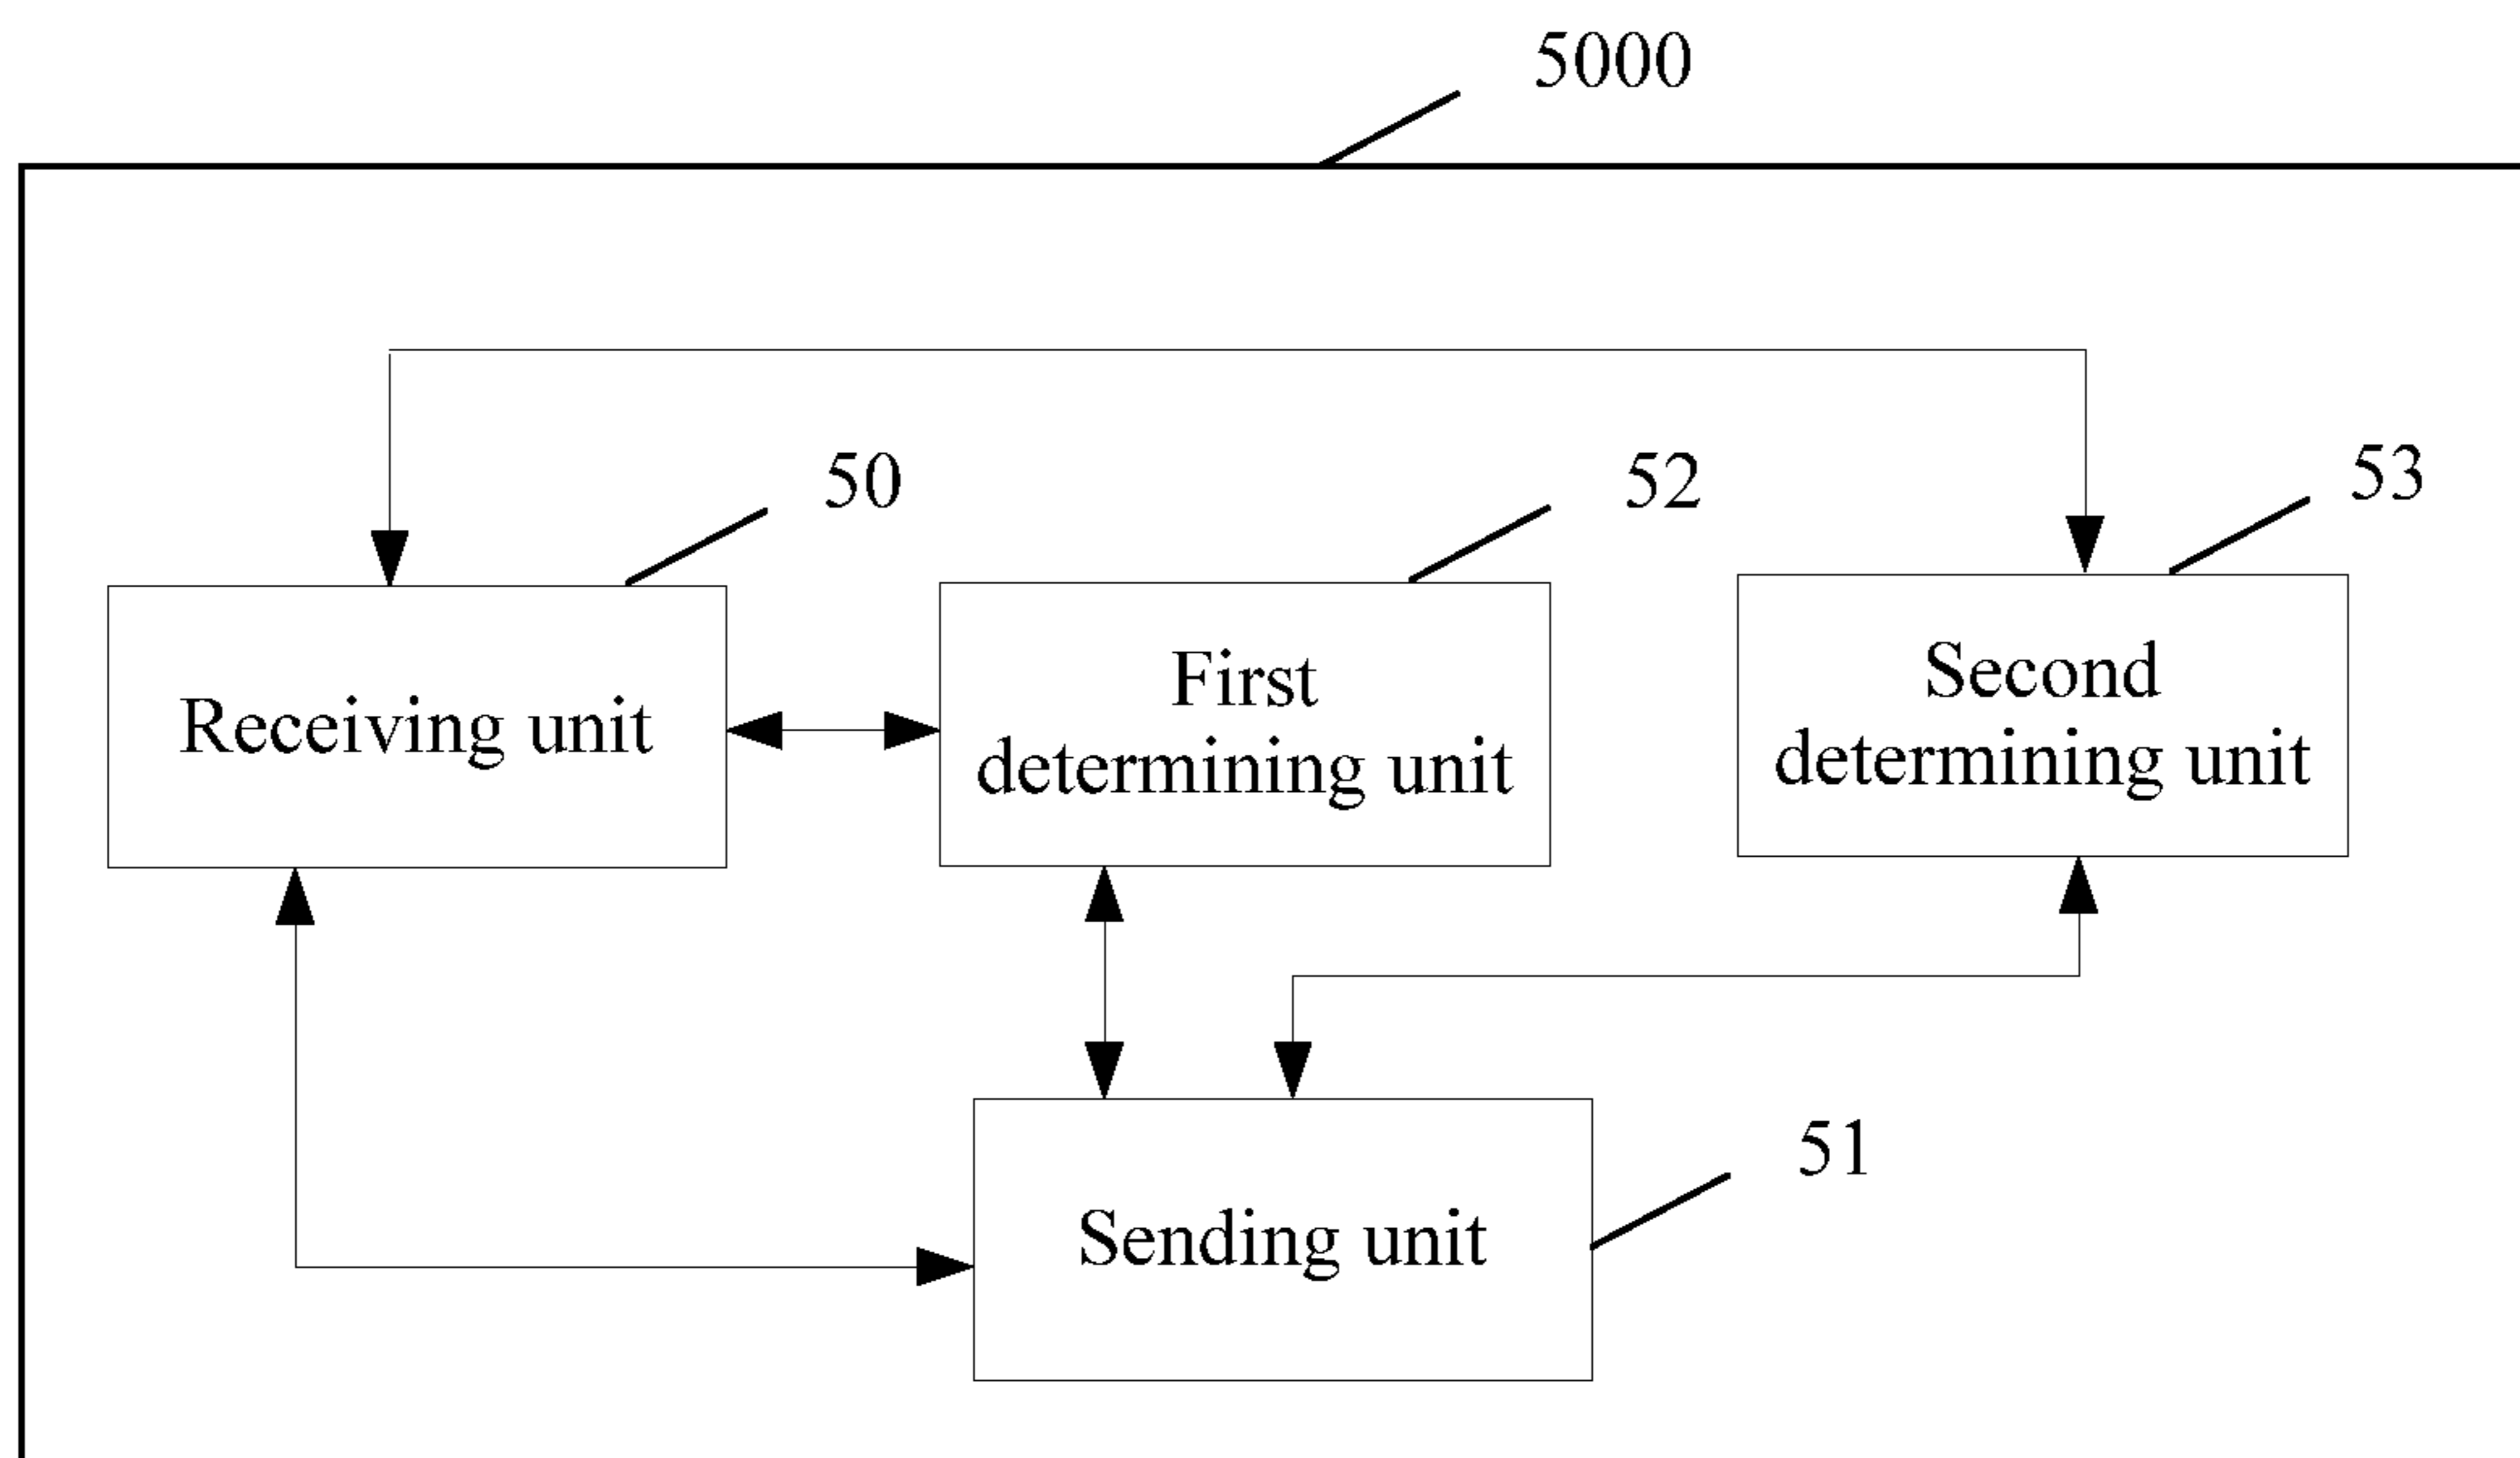 5000
50
52
53
Receiving unit
First
determining unit
Second
determining unit
51
Sending unit